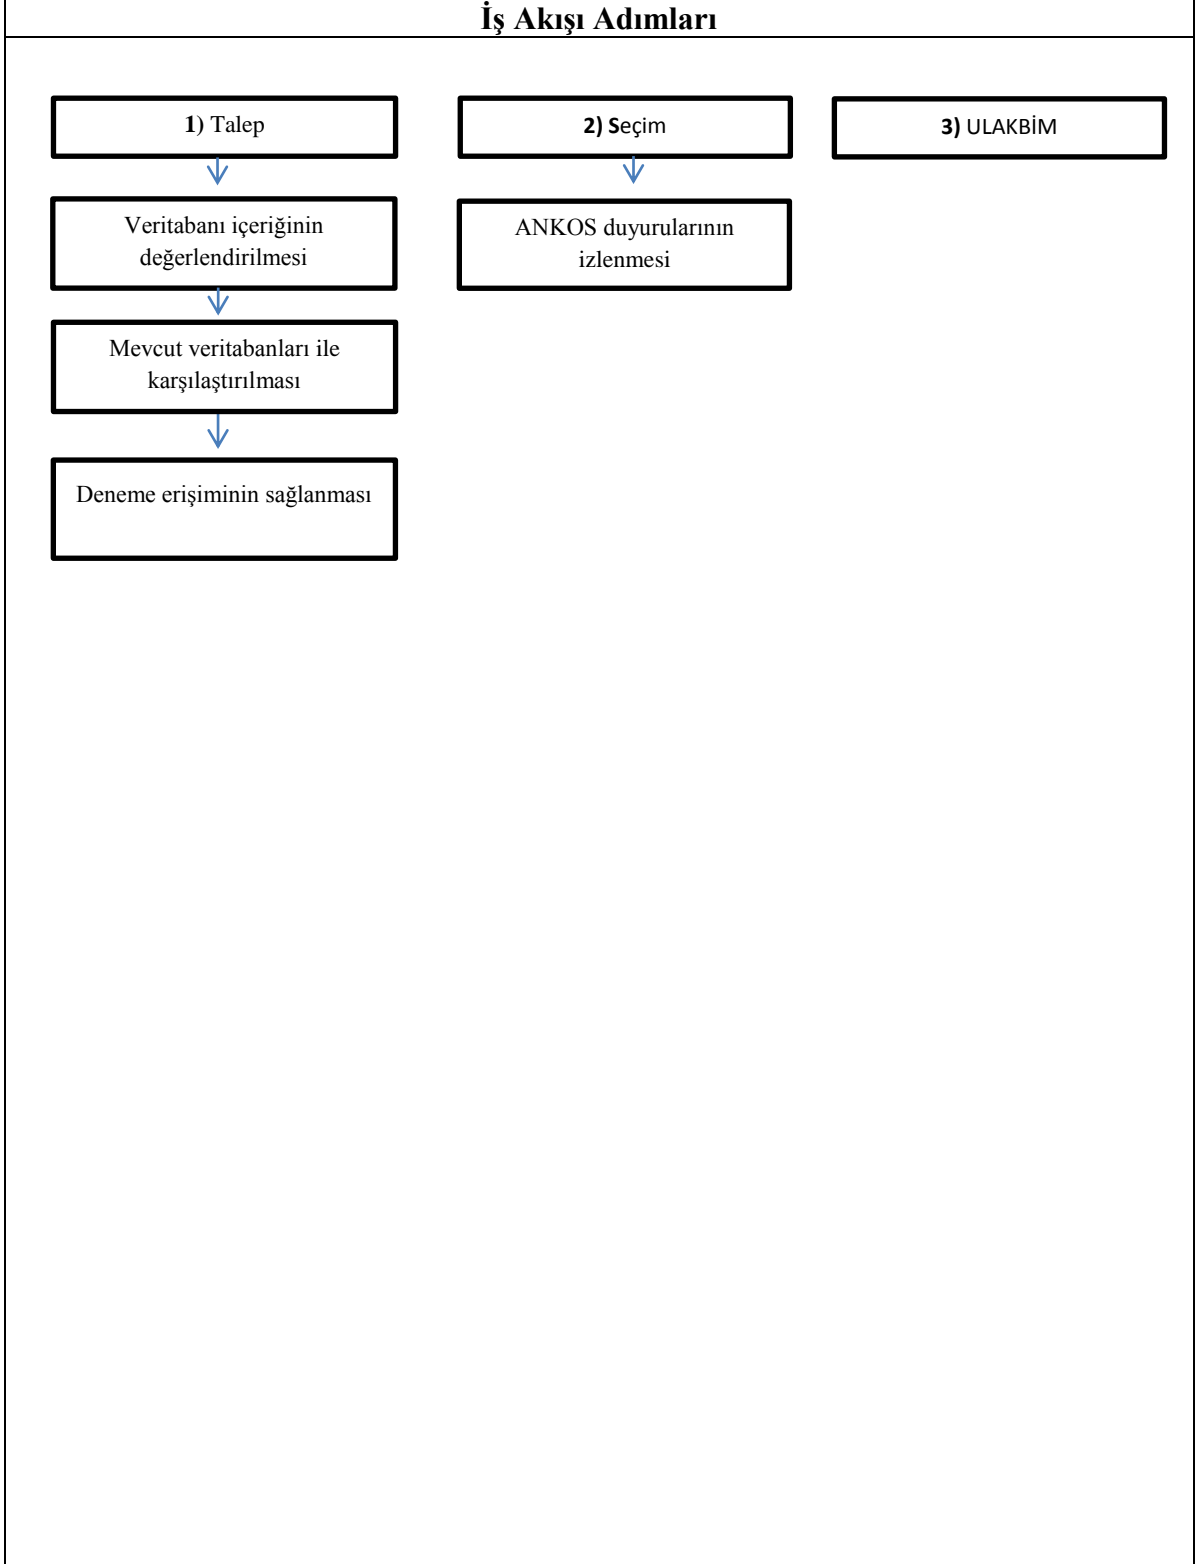 İş Akışı Adımları
1) Talep
Veritabanı içeriğinin
değerlendirilmesi
Mevcut veritabanları ile
karşılaştırılması
Deneme erişiminin sağlanması
2) Seçim
ANKOS duyurularının
izlenmesi
3) ULAKBİM